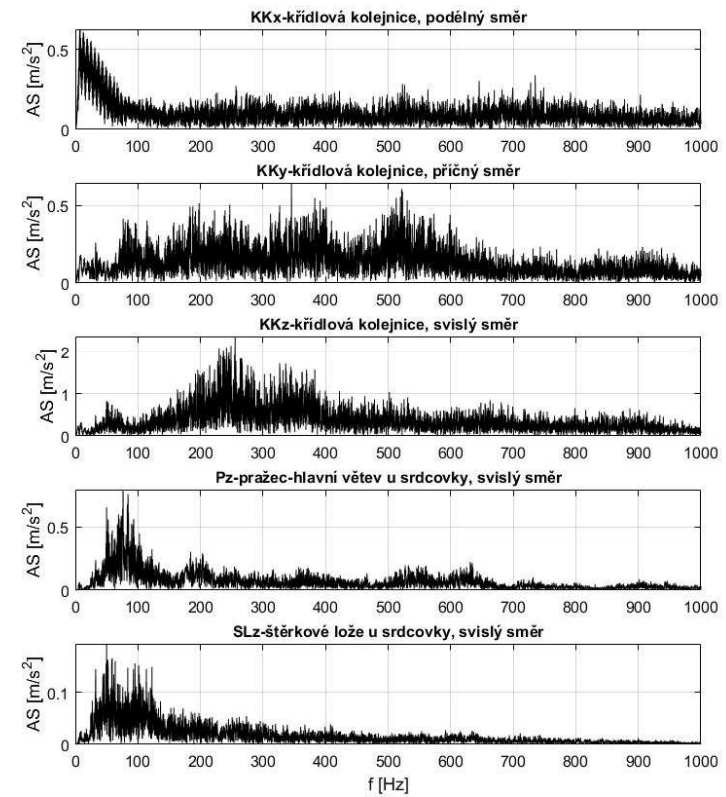 KKx-křídlová kolejnice, podélný směr
AS [m/s²]
0.5
0
0 100 200 300 400 500 600 700 800 900 1000
KKy-křídlová kolejnice, příčný směr
AS [m/s²]
0.5
0
0 100 200 300 400 500 600 700 800 900 1000
KKz-křídlová kolejnice, svislý směr
AS [m/s²]
2
1
0
0 100 200 300 400 500 600 700 800 900 1000
Pz-pražec-hlavní větev u srdcovky, svislý směr
AS [m/s²]
0.5
0
0 100 200 300 400 500 600 700 800 900 1000
SLz-štěrkové lože u srdcovky, svislý směr
AS [m/s²]
0.1
0
0 100 200 300 400 500 600 700 800 900 1000
f [Hz]